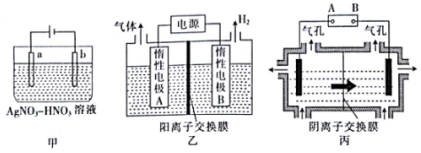 a
b
AgNO₃-HNO₃溶液
甲
气体
电源
H₂
惰性电极A
惰性电极B
阳离子交换膜
乙
A B
气孔 气孔
阴离子交换膜
丙